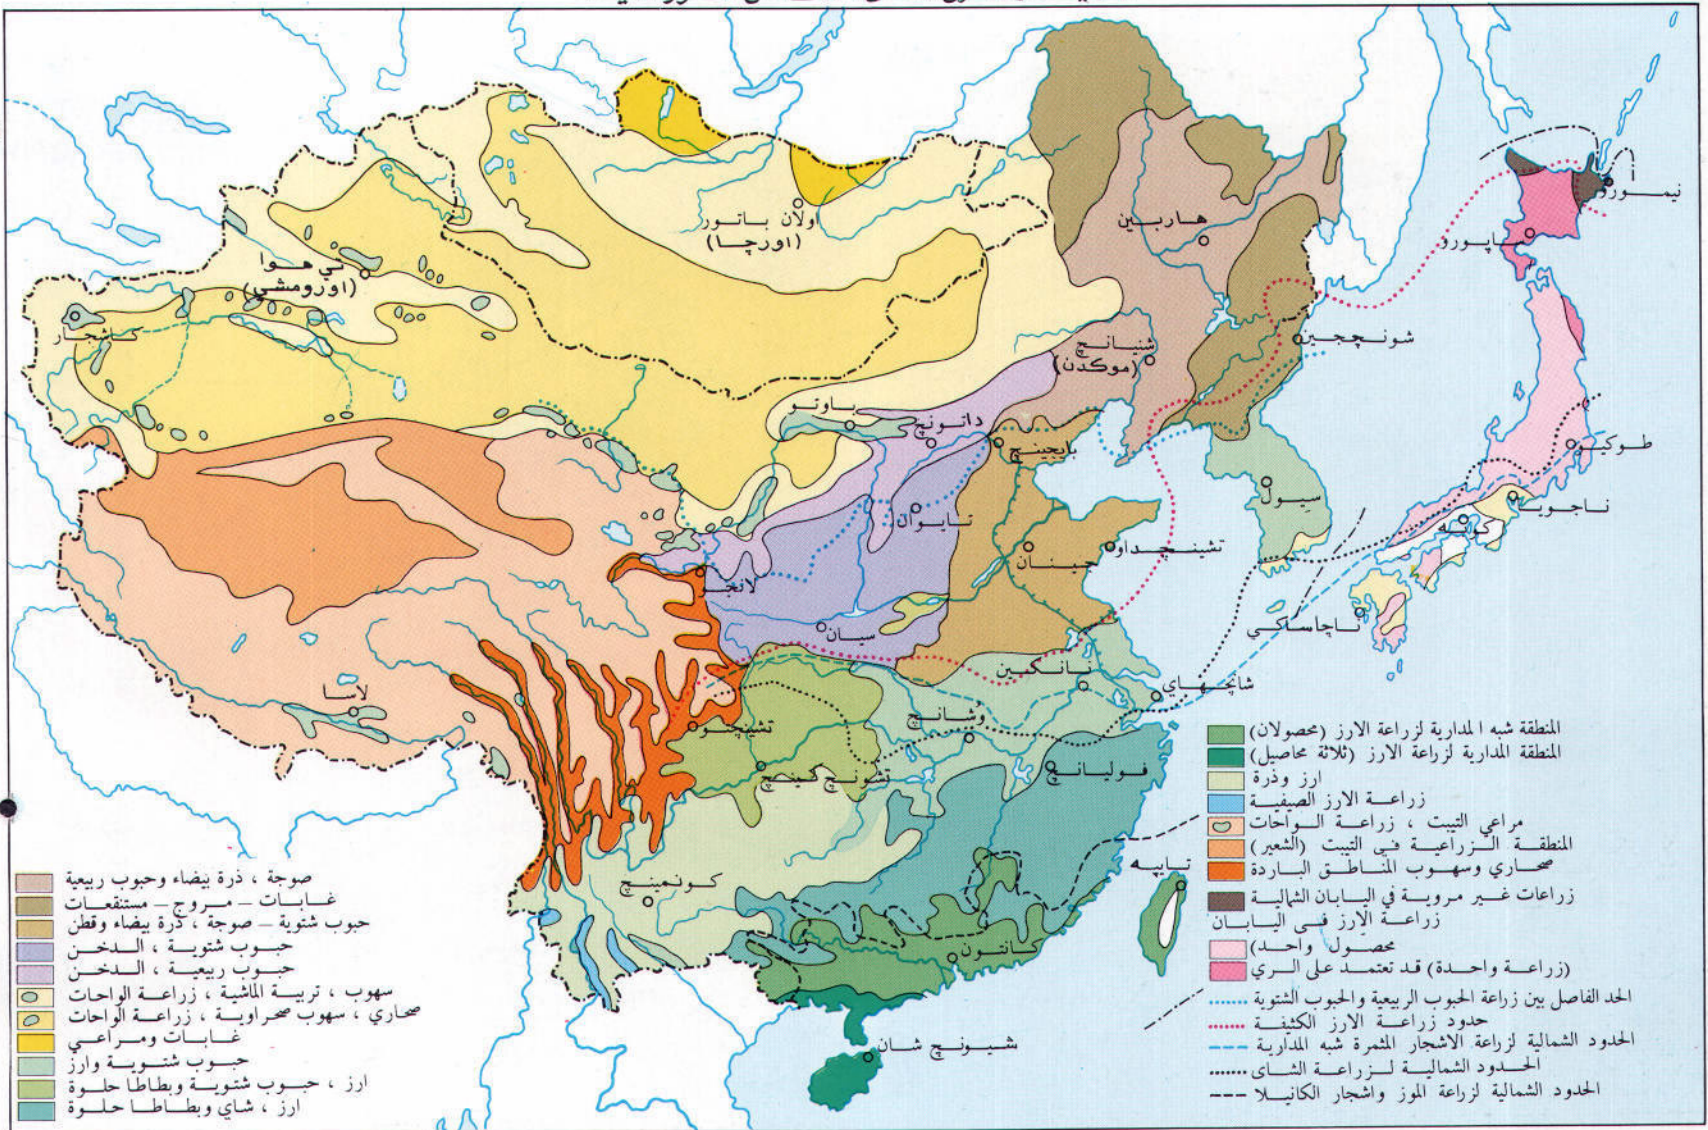 اولان باتور
(اورجا)
تي هوا
(اورومشي)
كاشجار
هاربين
شنيانج
(موكدن)
شونججين
نيمورو
ساپورو
طوكيو
ناجويا
كوبه
ناچاساكي
سيول
باوتو
داتونج
بايجينج
تايوان
جينان
تشينجداو
لانجو
سيان
نانكين
شانجهاي
وشانج
فوليانج
تشينجتو
تشونج كينج
لاسا
كونمينج
كانتون
تايپيه
شيونج شان
صوجة ، ذرة بيضاء وحبوب ربيعية
غابات – مروج – مستنقعات
حبوب شتوية – صوجة ، ذرة بيضاء وقطن
حبوب شتوية ، الدخن
حبوب ربيعية ، الدخن
سهوب ، تربية الماشية ، زراعة الواحات
صحاري ، سهوب صحراوية ، زراعة الواحات
غابات ومراعي
حبوب شتوية وارز
ارز ، حبوب شتوية وبطاطا حلوة
ارز ، شاي وبطاطا حلوة
المنطقة شبه المدارية لزراعة الارز (محصولان)
المنطقة المدارية لزراعة الارز (ثلاثة محاصيل)
ارز وذرة
زراعة الارز الصيفية
مراعي التيبت ، زراعة الواحات
المنطقة الزراعية في التيبت (الشعير)
صحاري وسهوب المناطق الباردة
زراعات غير مروية في اليابان الشمالية
زراعة الارز في اليابان
محصول واحد)
(زراعة واحدة) قد تعتمد على الري
الحد الفاصل بين زراعة الحبوب الربيعية والحبوب الشتوية
حدود زراعة الارز الكثيفة
الحدود الشمالية لزراعة الاشجار المثمرة شبه المدارية
الحدود الشمالية لزراعة الشاي
الحدود الشمالية لزراعة الموز واشجار الكانيلا